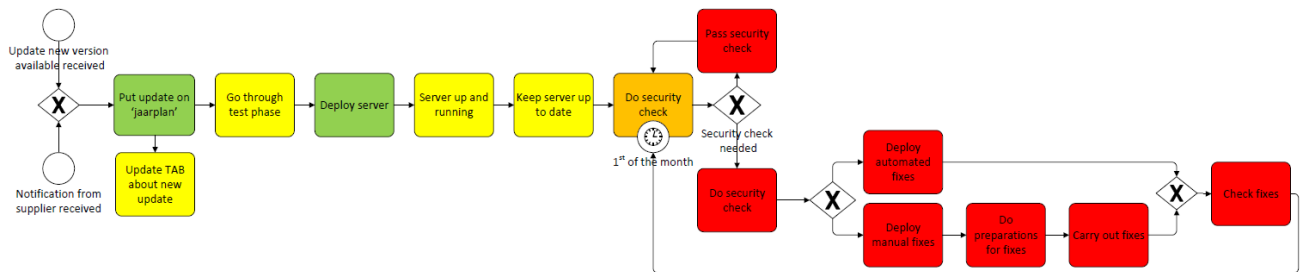 Update new version
available received
X
Notification from
supplier received
Put update on
‘jaarplan’
Update TAB
about new
update
Go through
test phase
Deploy server
Server up and
running
Keep server up
to date
Do security
check
1st of the month
Pass security
check
X
Security check
needed
Do security
check
X
Deploy
automated
fixes
Deploy
manual fixes
Do
preparations
for fixes
Carry out fixes
X
Check fixes